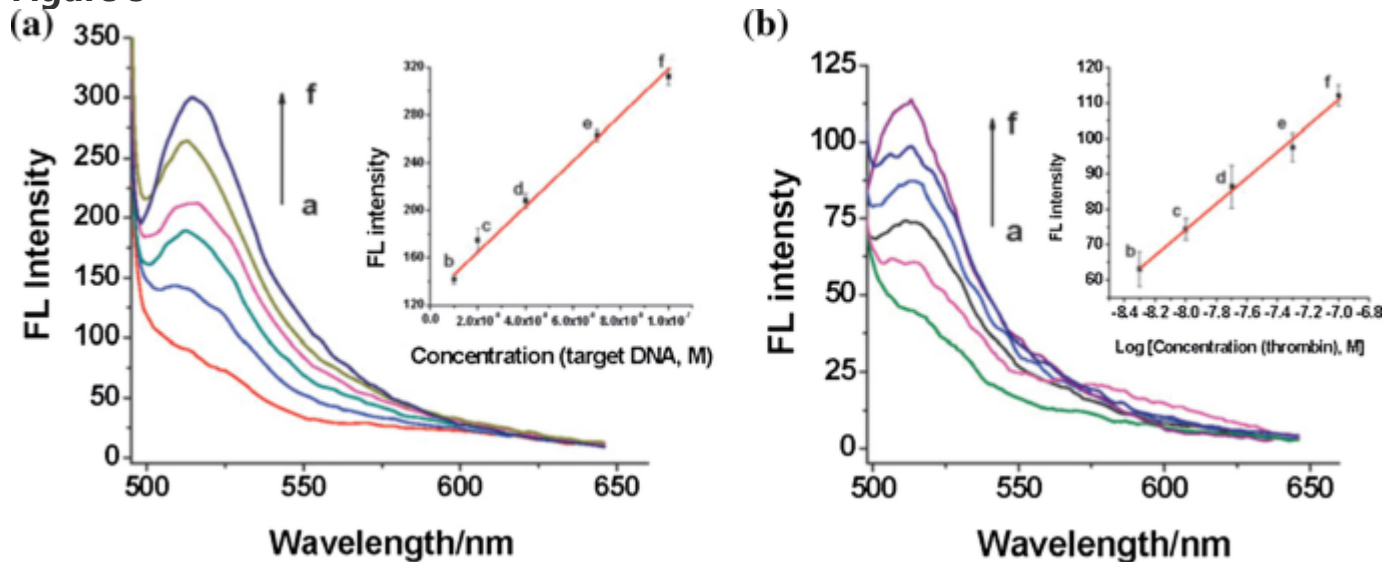 (a)
350
300
250
200
150
100
50
0
FL Intensity
500
550
600
650
Wavelength/nm
f
a
320
280
240
200
160
120
FL intensity
b
c
d
e
f
0.0
Concentration (target DNA, M)
(b)
125
100
75
50
25
0
FL intensty
500
550
600
650
Wavelength/nm
f
a
120
110
100
90
80
70
60
FL intensity
b
c
d
e
f
-8.4 -8.2 -8.0 -7.8 -7.6 -7.4 -7.2 -7.0 -6.8
Log [Concentration (thrombin), M]